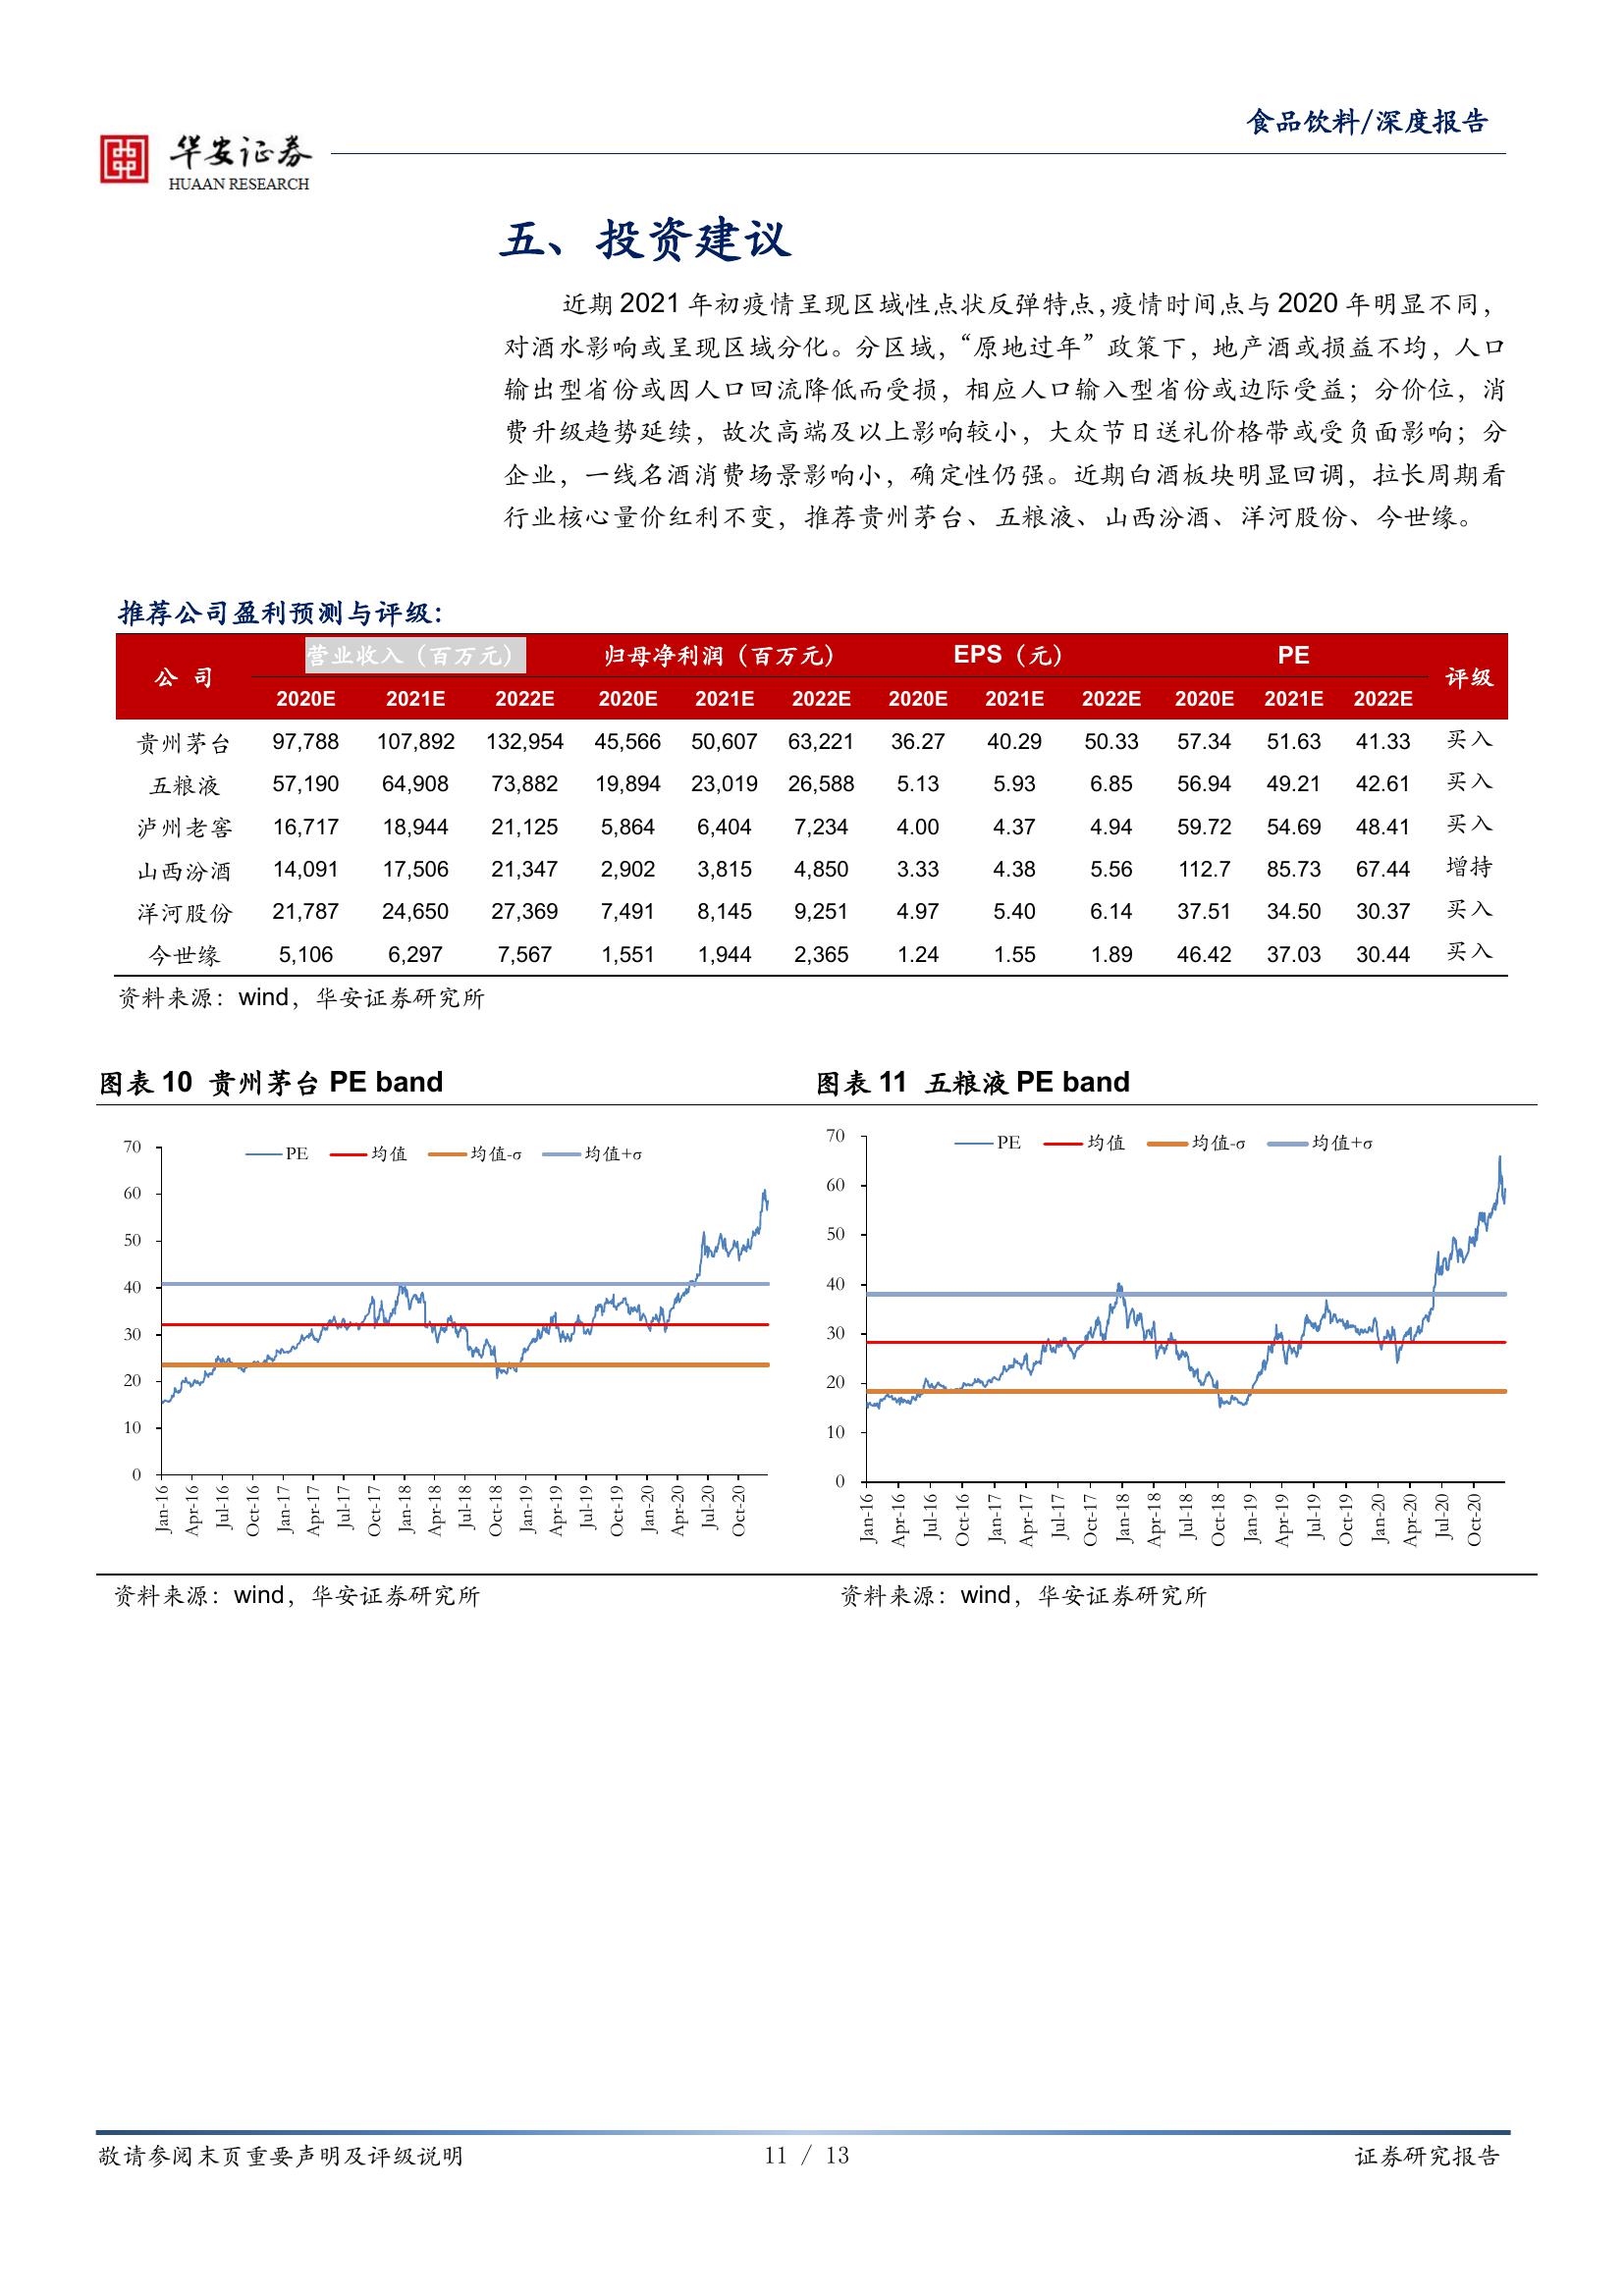 食品饮料/深度报告
华安证券
HUAAN RESEARCH
五、投资建议
近期 2021 年初疫情呈现区域性点状反弹特点，疫情时间点与 2020 年明显不同，
对酒水影响或呈现区域分化。分区域，“原地过年”政策下，地产酒或损益不均，人口
输出型省份或因人口回流降低而受损，相应人口输入型省份或边际受益；分价位，消
费升级趋势延续，故次高端及以上影响较小，大众节日送礼价格带或受负面影响；分
企业，一线名酒消费场景影响小，确定性仍强。近期白酒板块明显回调，拉长周期看
行业核心量价红利不变，推荐贵州茅台、五粮液、山西汾酒、洋河股份、今世缘。
推荐公司盈利预测与评级：
公 司 营业收入（百万元） 归母净利润（百万元） EPS（元） PE 评级
2020E 2021E 2022E 2020E 2021E 2022E 2020E 2021E 2022E 2020E 2021E 2022E
贵州茅台 97,788 107,892 132,954 45,566 50,607 63,221 36.27 40.29 50.33 57.34 51.63 41.33 买入
五粮液 57,190 64,908 73,882 19,894 23,019 26,588 5.13 5.93 6.85 56.94 49.21 42.61 买入
泸州老窖 16,717 18,944 21,125 5,864 6,404 7,234 4.00 4.37 4.94 59.72 54.69 48.41 买入
山西汾酒 14,091 17,506 21,347 2,902 3,815 4,850 3.33 4.38 5.56 112.7 85.73 67.44 增持
洋河股份 21,787 24,650 27,369 7,491 8,145 9,251 4.97 5.40 6.14 37.51 34.50 30.37 买入
今世缘 5,106 6,297 7,567 1,551 1,944 2,365 1.24 1.55 1.89 46.42 37.03 30.44 买入
资料来源：wind，华安证券研究所
图表 10 贵州茅台 PE band
PE 均值 均值-σ 均值+σ
70
60
50
40
30
20
10
0
Jan-16 Apr-16 Jul-16 Oct-16 Jan-17 Apr-17 Jul-17 Oct-17 Jan-18 Apr-18 Jul-18 Oct-18 Jan-19 Apr-19 Jul-19 Oct-19 Jan-20 Apr-20 Jul-20 Oct-20
资料来源：wind，华安证券研究所
图表 11 五粮液 PE band
PE 均值 均值-σ 均值+σ
70
60
50
40
30
20
10
0
Jan-16 Apr-16 Jul-16 Oct-16 Jan-17 Apr-17 Jul-17 Oct-17 Jan-18 Apr-18 Jul-18 Oct-18 Jan-19 Apr-19 Jul-19 Oct-19 Jan-20 Apr-20 Jul-20 Oct-20
资料来源：wind，华安证券研究所
敬请参阅末页重要声明及评级说明 11 / 13 证券研究报告